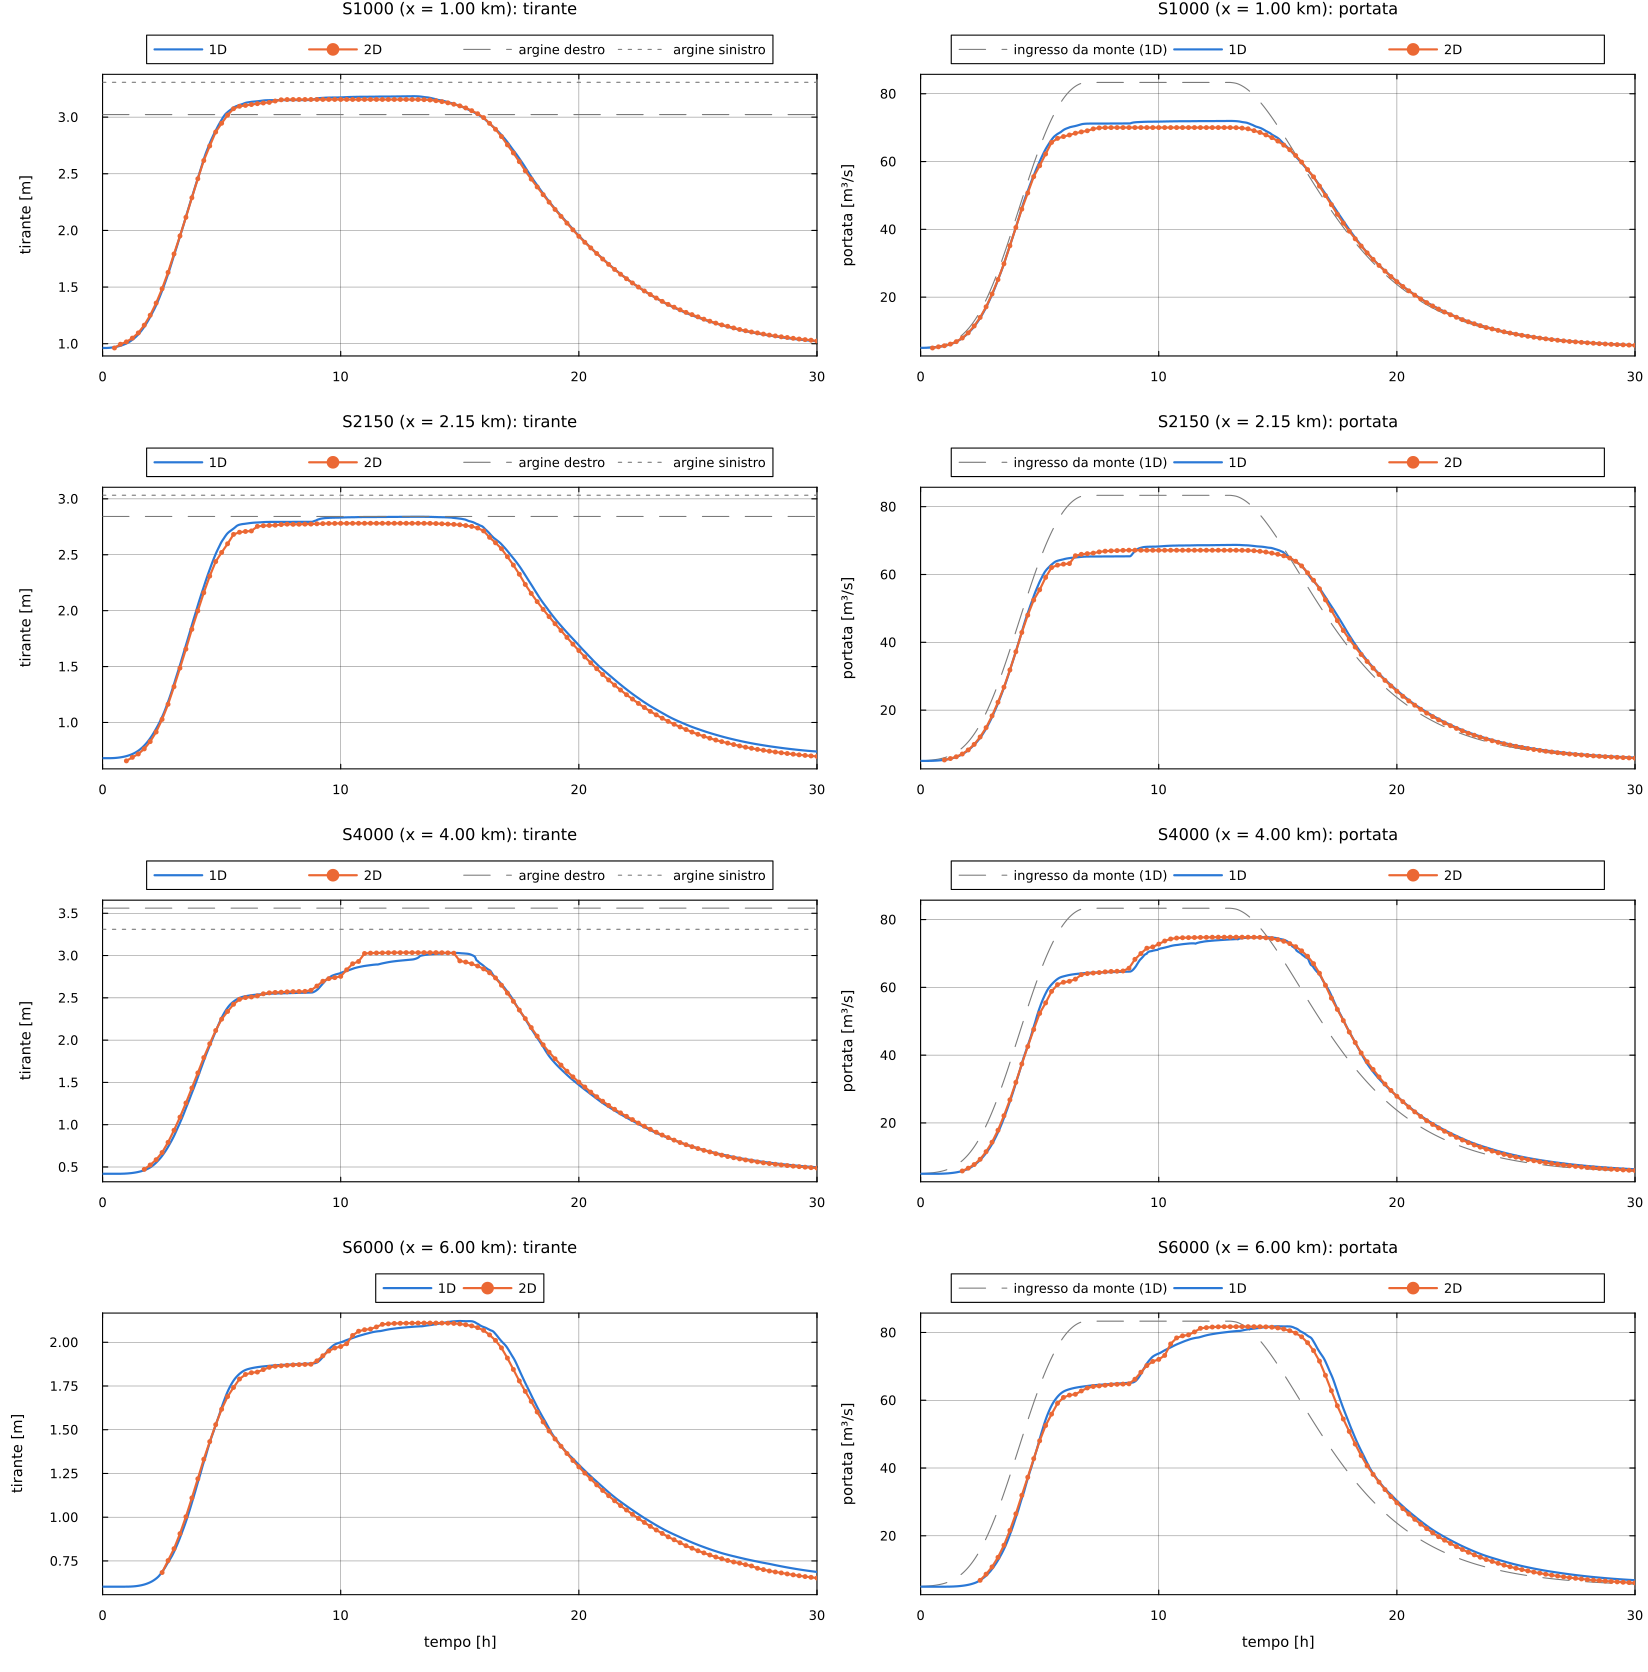 S1000 (x = 1.00 km): tirante
1D 2D argine destro argine sinistro
tirante [m]
3.0
2.5
2.0
1.5
1.0
0 10 20 30
S1000 (x = 1.00 km): portata
ingresso da monte (1D) 1D 2D
portata [m³/s]
80
60
40
20
0 10 20 30
S2150 (x = 2.15 km): tirante
1D 2D argine destro argine sinistro
tirante [m]
3.0
2.5
2.0
1.5
1.0
0 10 20 30
S2150 (x = 2.15 km): portata
ingresso da monte (1D) 1D 2D
portata [m³/s]
80
60
40
20
0 10 20 30
S4000 (x = 4.00 km): tirante
1D 2D argine destro argine sinistro
tirante [m]
3.5
3.0
2.5
2.0
1.5
1.0
0.5
0 10 20 30
S4000 (x = 4.00 km): portata
ingresso da monte (1D) 1D 2D
portata [m³/s]
80
60
40
20
0 10 20 30
S6000 (x = 6.00 km): tirante
1D 2D
tirante [m]
2.00
1.75
1.50
1.25
1.00
0.75
0 10 20 30
tempo [h]
S6000 (x = 6.00 km): portata
ingresso da monte (1D) 1D 2D
portata [m³/s]
80
60
40
20
0 10 20 30
tempo [h]